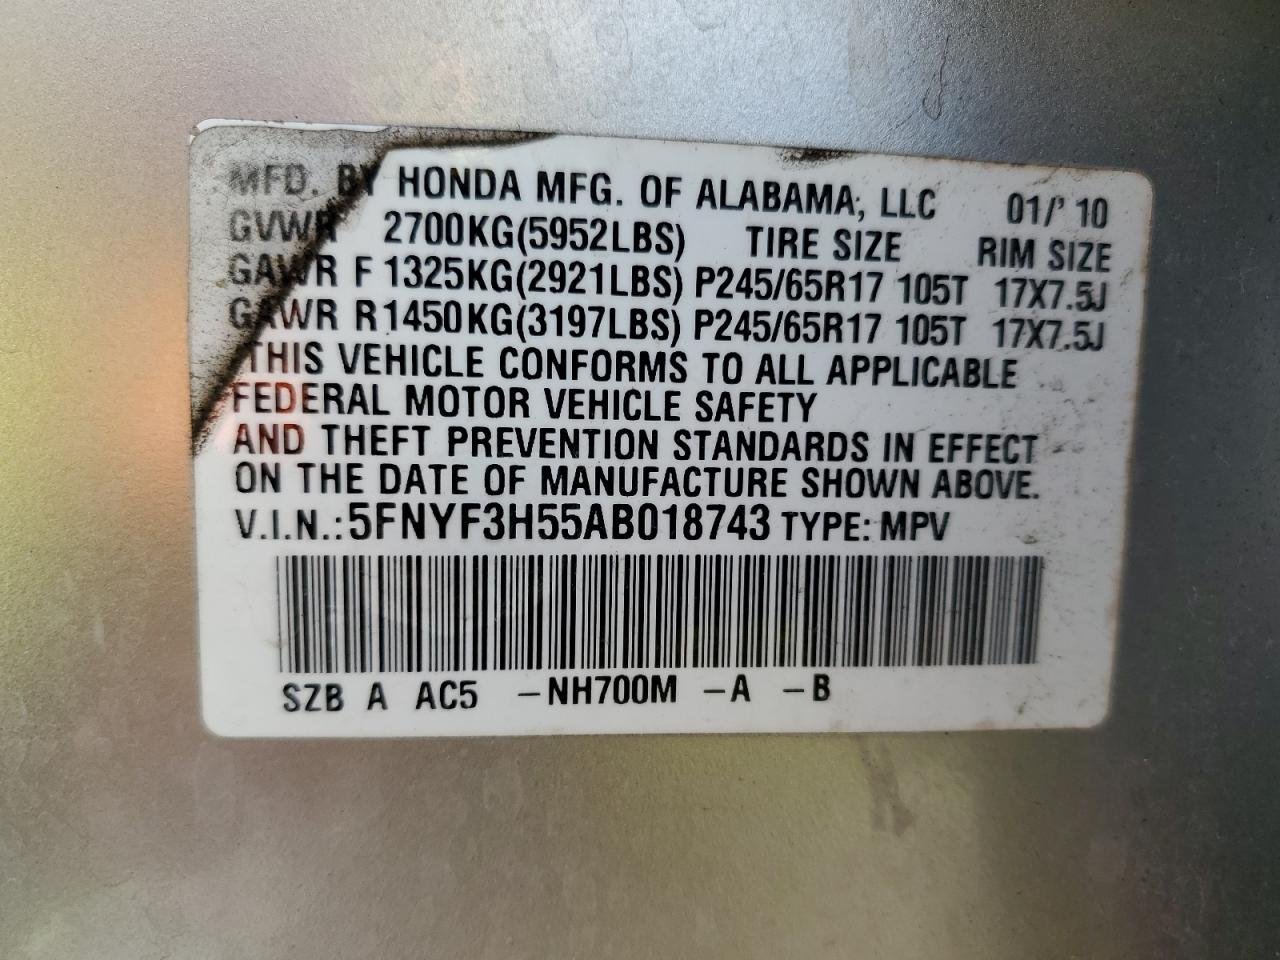 MFD. BY HONDA MFG. OF ALABAMA, LLC 01/'10
GVWR 2700KG(5952LBS) TIRE SIZE RIM SIZE
GAWR F 1325KG(2921LBS) P245/65R17 105T 17X7.5J
GAWR R 1450KG(3197LBS) P245/65R17 105T 17X7.5J
THIS VEHICLE CONFORMS TO ALL APPLICABLE
FEDERAL MOTOR VEHICLE SAFETY
AND THEFT PREVENTION STANDARDS IN EFFECT
ON THE DATE OF MANUFACTURE SHOWN ABOVE.
V.I.N.: 5FNYF3H55AB018743 TYPE: MPV
SZB A AC5 -NH700M -A -B